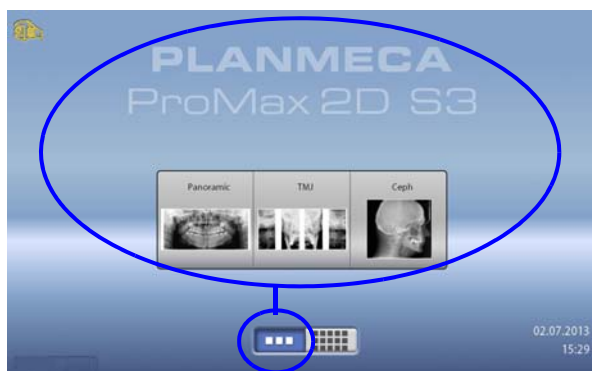 PLANMECA
ProMax 2D S3
Panoramic TMJ Ceph
02.07.2013
15:29